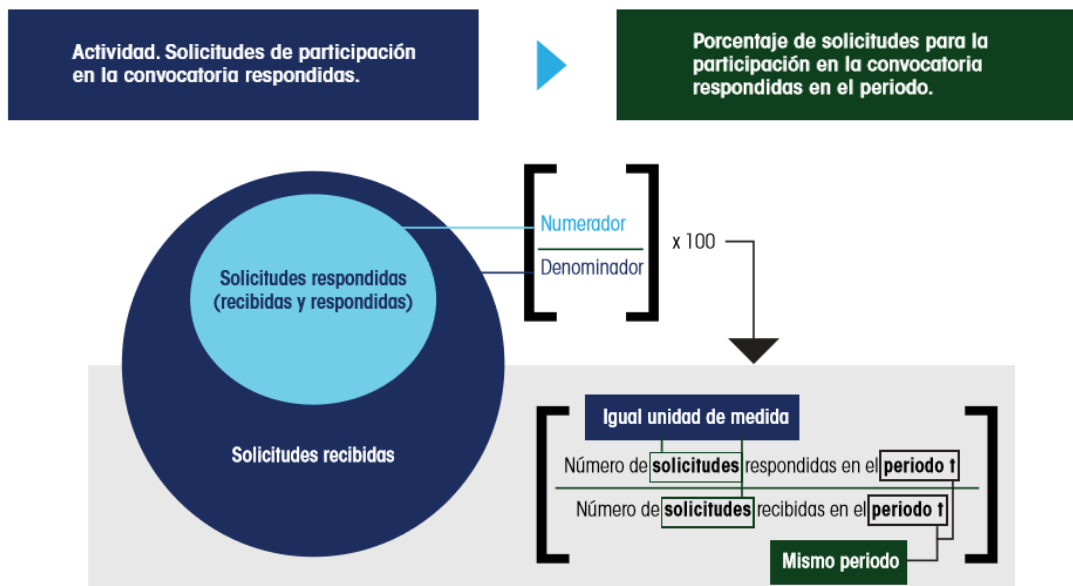 Actividad. Solicitudes de participación
en la convocatoria respondidas.
Porcentaje de solicitudes para la
participación en la convocatoria
respondidas en el periodo.
Solicitudes respondidas
(recibidas y respondidas)
Solicitudes recibidas
Numerador
Denominador
x 100
Igual unidad de medida
Número de solicitudes respondidas en el periodo t
Número de solicitudes recibidas en el periodo t
Mismo periodo